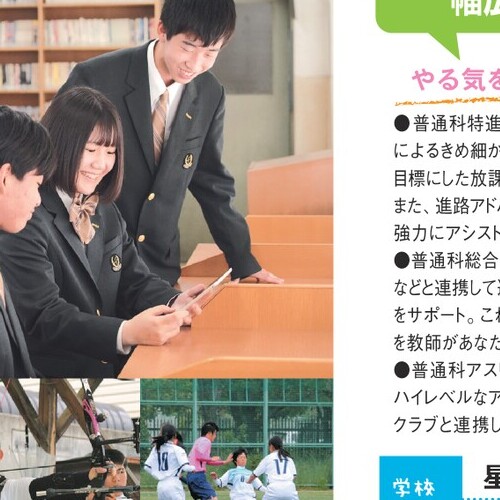 幅広
やる気を
●普通科特進
によるきめ細か
目標にした放課
また、進路アドバ
強力にアシスト
●普通科総合
などと連携して
をサポート。これ
を教師があなた
●普通科アス
ハイレベルなア
クラブと連携し
学校
星
17